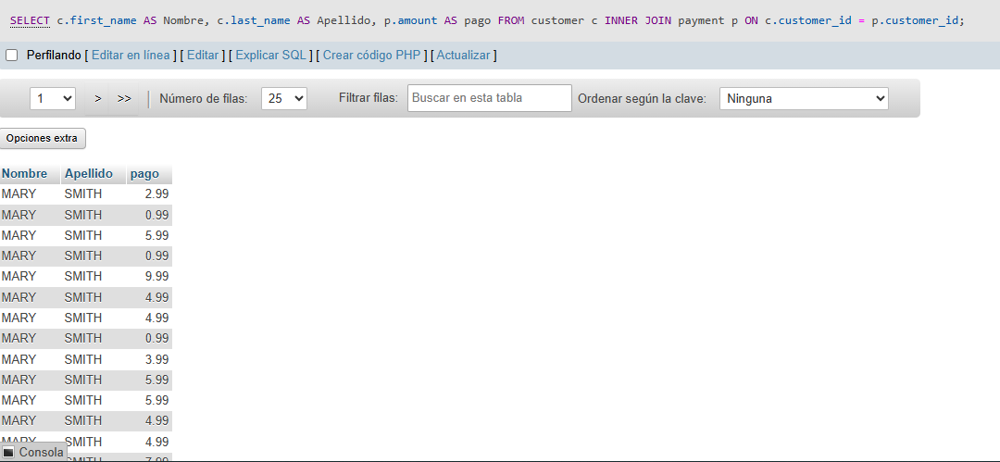 SELECT c.first_name AS Nombre, c.last_name AS Apellido, p.amount AS pago FROM customer c INNER JOIN payment p ON c.customer_id = p.customer_id;
Perfilando [ Editar en línea ] [ Editar ] [ Explicar SQL ] [ Crear código PHP ] [ Actualizar ]
1 > >> Número de filas: 25 Filtrar filas: Buscar en esta tabla Ordenar según la clave: Ninguna
Opciones extra
Nombre Apellido pago
MARY SMITH 2.99
MARY SMITH 0.99
MARY SMITH 5.99
MARY SMITH 0.99
MARY SMITH 9.99
MARY SMITH 4.99
MARY SMITH 4.99
MARY SMITH 0.99
MARY SMITH 3.99
MARY SMITH 5.99
MARY SMITH 5.99
MARY SMITH 4.99
MARY SMITH 4.99
Consola SMITH 7.99